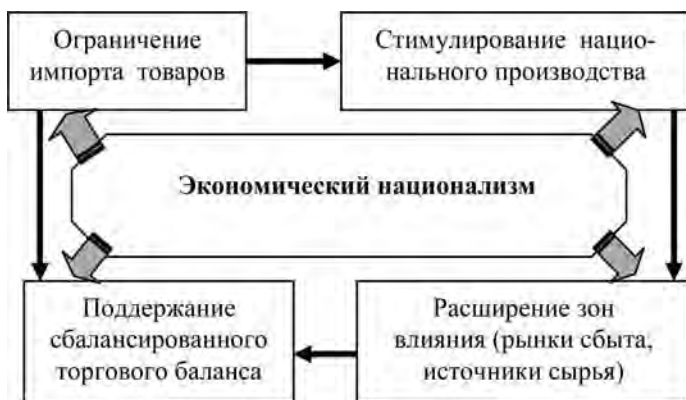 Ограничение
импорта товаров
Стимулирование нацио-
нального производства
Экономический национализм
Поддержание
сбалансированного
торгового баланса
Расширение зон
влияния (рынки сбыта,
источники сырья)